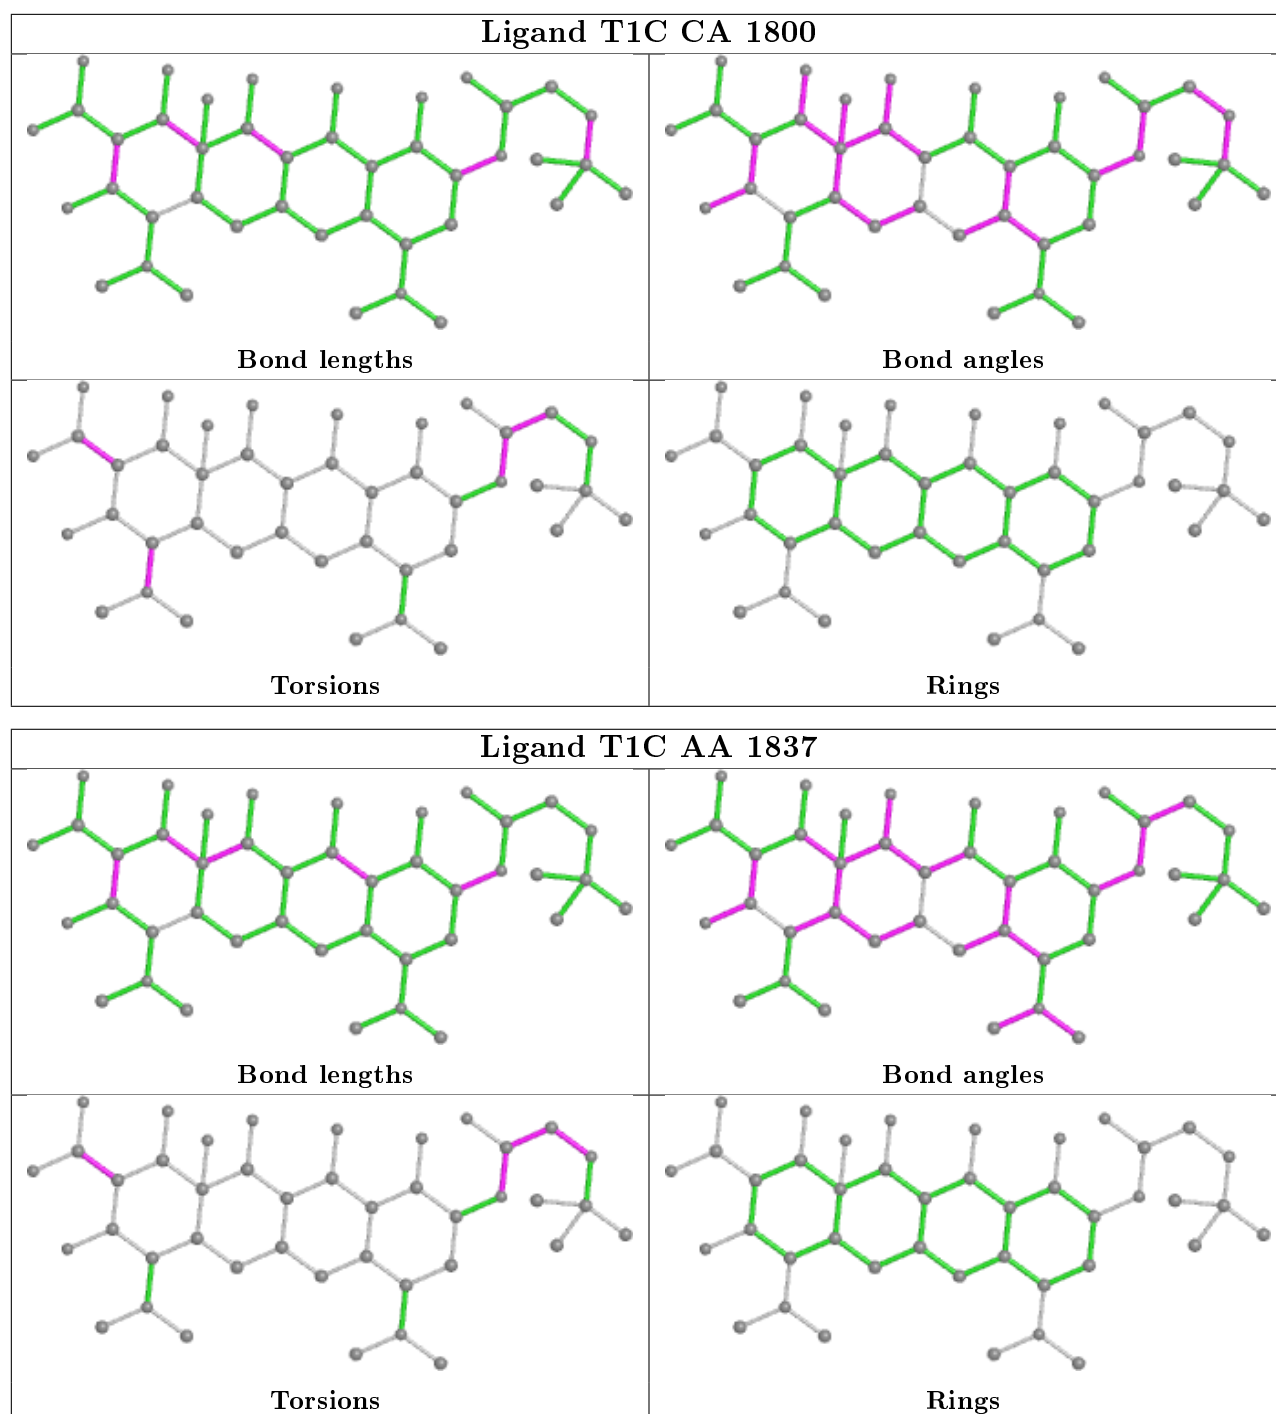 Ligand T1C CA 1800
Bond lengths
Bond angles
Torsions
Rings
Ligand T1C AA 1837
Bond lengths
Bond angles
Torsions
Rings